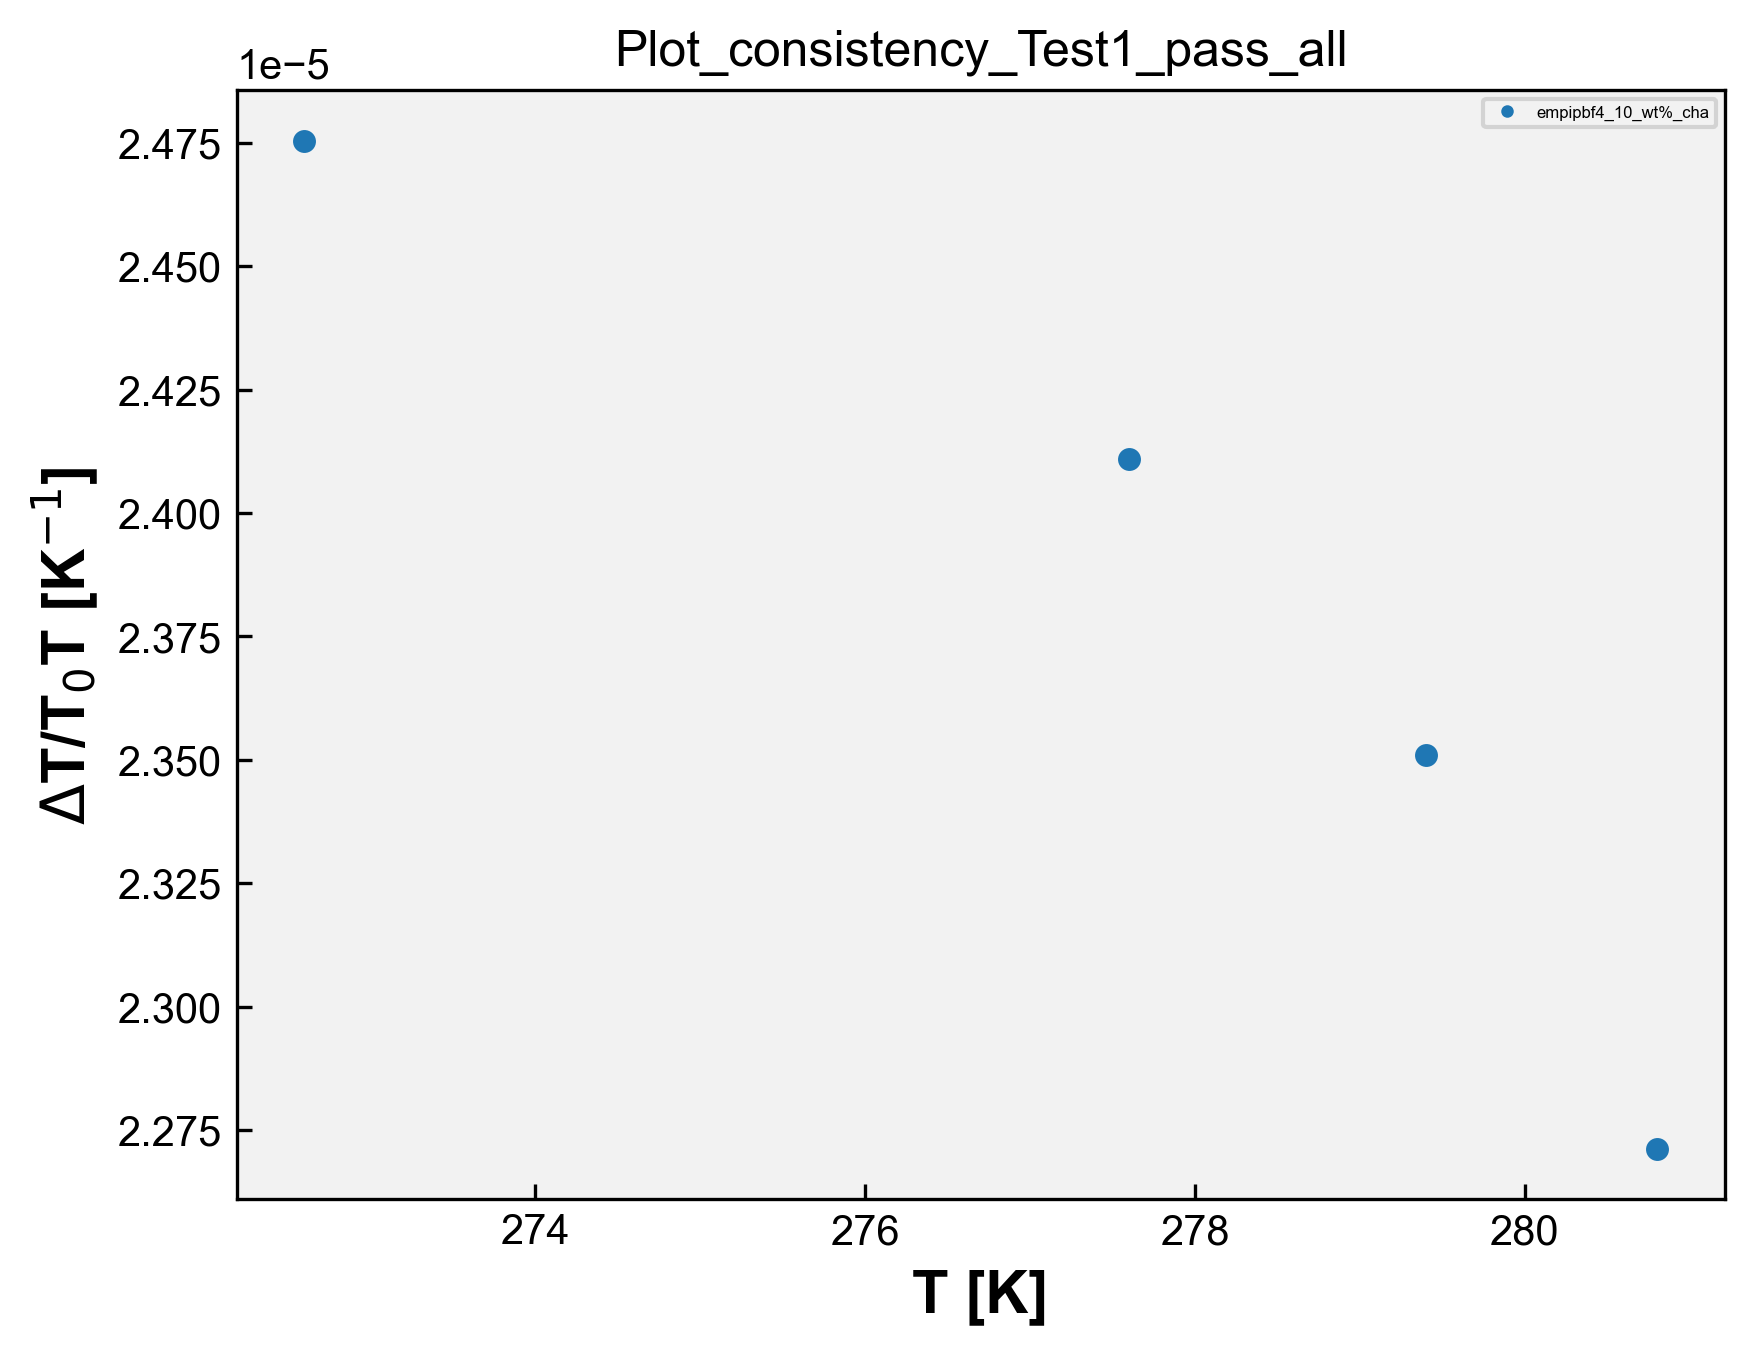 Plot_consistency_Test1_pass_all
1e−5
empipbf4_10_wt%_cha
2.475
2.450
2.425
2.400
2.375
2.350
2.325
2.300
2.275
ΔT/T₀T [K⁻¹]
274 276 278 280
T [K]